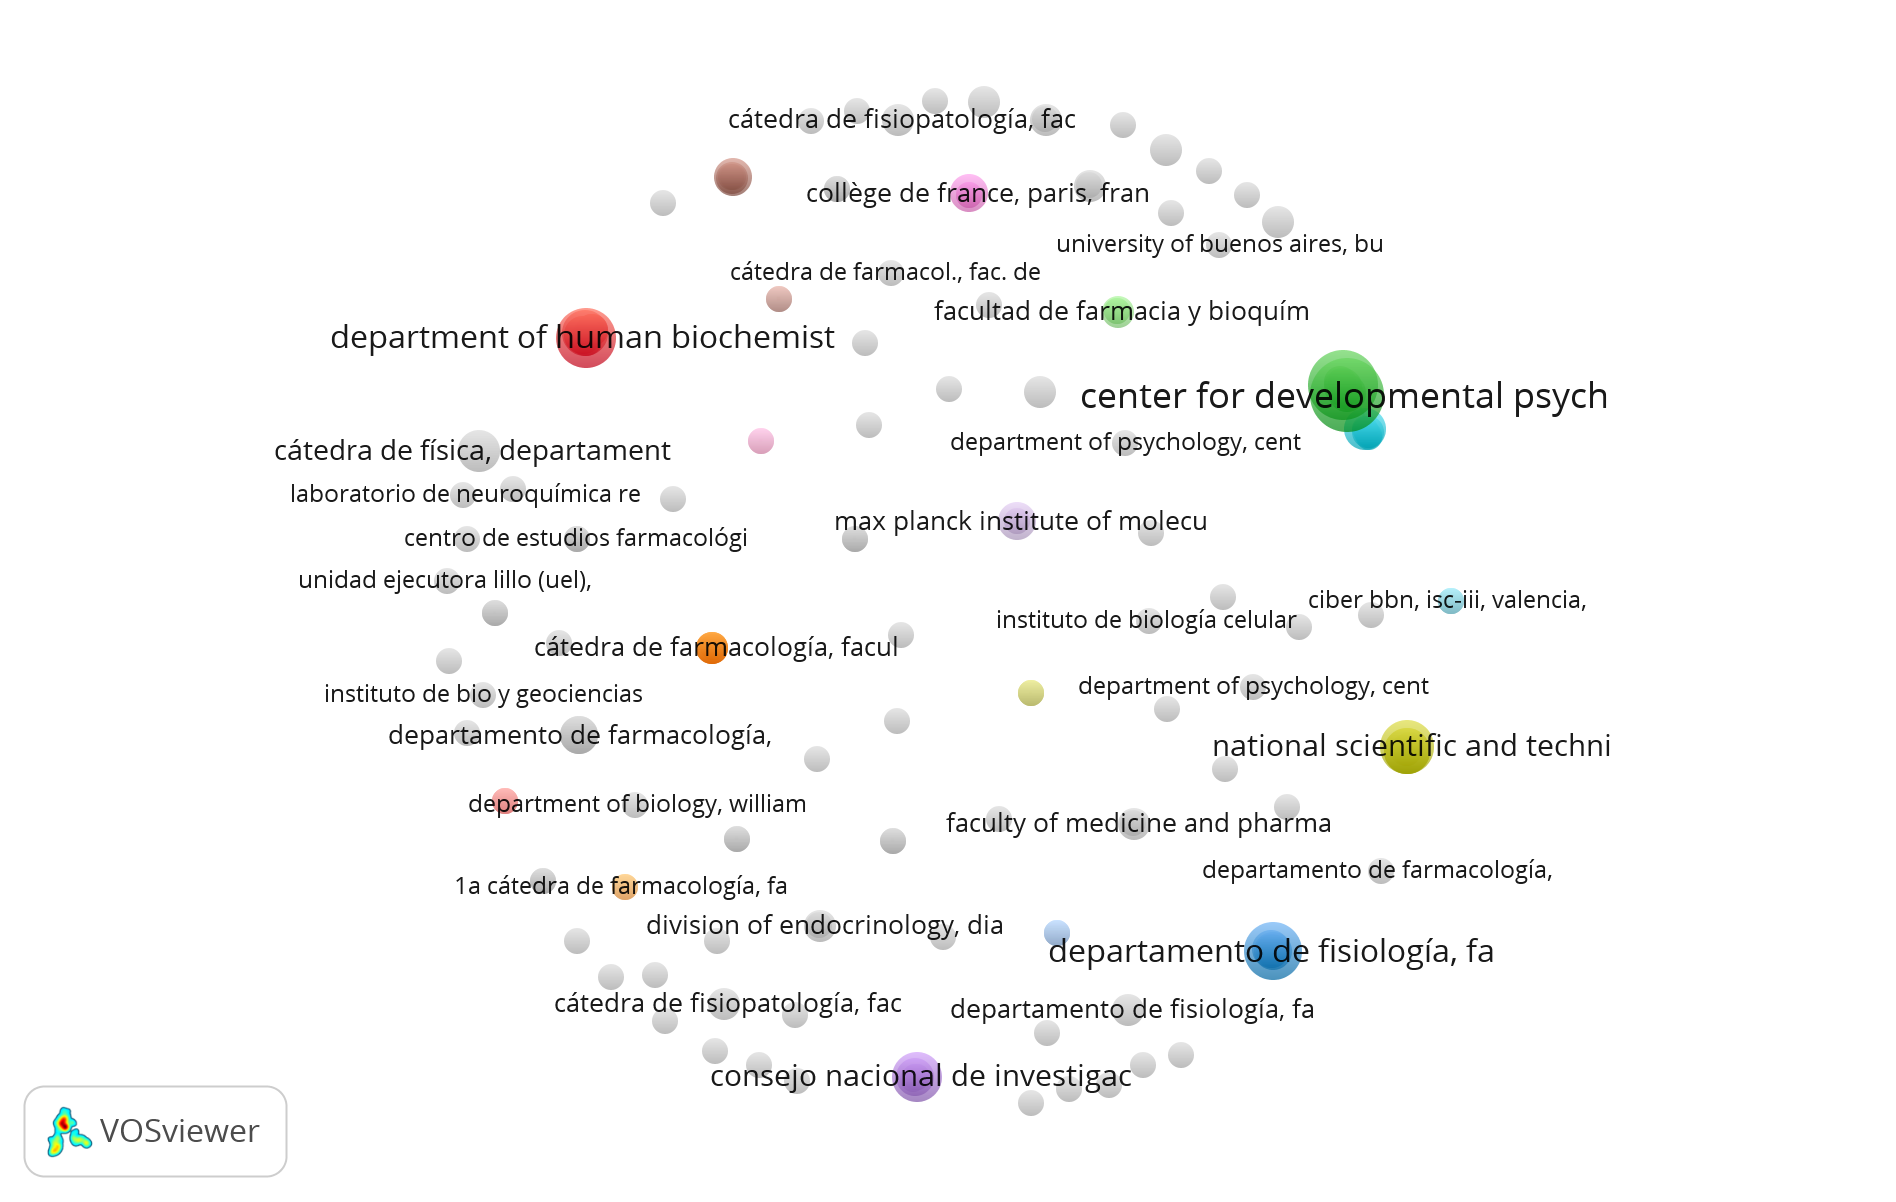 cátedra de fisiopatología, fac
collège de france, paris, fran
university of buenos aires, bu
cátedra de farmacol., fac. de
facultad de farmacia y bioquím
department of human biochemist
center for developmental psych
department of psychology, cent
cátedra de física, departament
laboratorio de neuroquímica re
max planck institute of molecu
centro de estudios farmacológi
unidad ejecutora lillo (uel),
ciber bbn, isc-iii, valencia,
instituto de biología celular
cátedra de farmacología, facul
department of psychology, cent
instituto de bio y geociencias
departamento de farmacología,
national scientific and techni
department of biology, william
faculty of medicine and pharma
departamento de farmacología,
1a cátedra de farmacología, fa
division of endocrinology, dia
departamento de fisiología, fa
cátedra de fisiopatología, fac
departamento de fisiología, fa
consejo nacional de investigac
VOSviewer